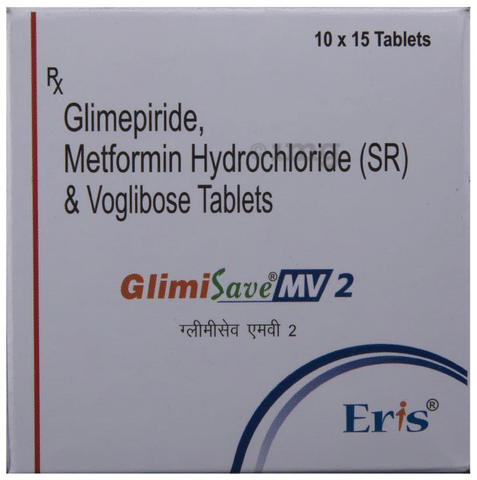 10 x 15 Tablets
Rx
Glimepiride,
Metformin Hydrochloride (SR)
& Voglibose Tablets
GlimiSave® MV 2
ग्लीमीसेव एमवी 2
Eris®